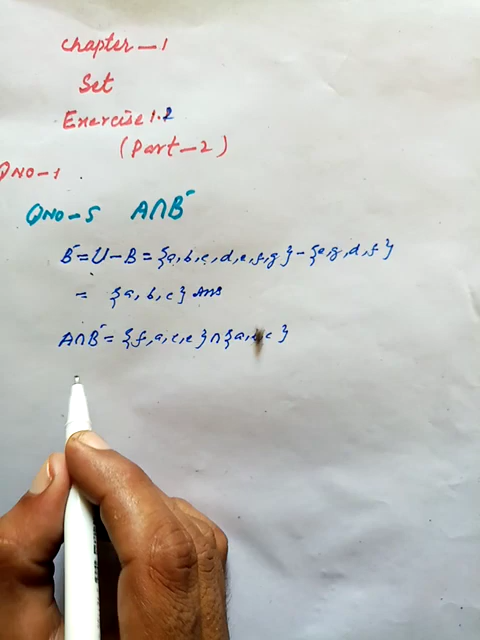 Chapter-1
Set
Exercise 1.2
(Part-2)
QNO-1
QNO-5 A∩B'
B'=U-B={a,b,c,d,e,f,g}-{e,g,d,f}
= {a,b,c} Ans
A∩B'={f,a,c,e}∩{a,b,c}